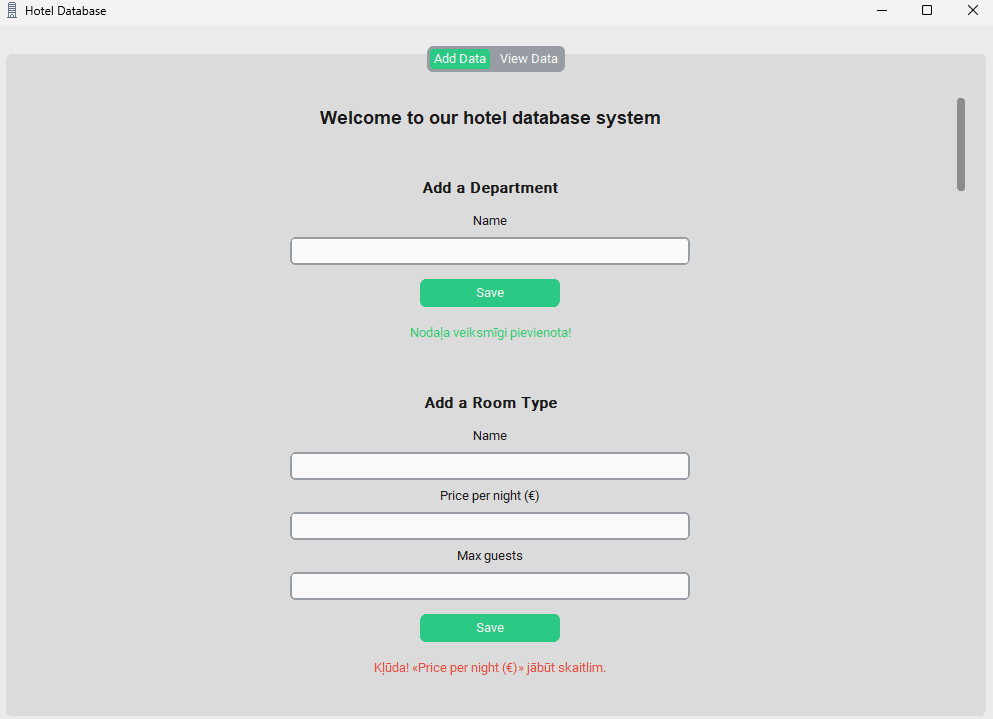 Hotel Database
Add Data View Data
Welcome to our hotel database system
Add a Department
Name
Save
Nodaļa veiksmīgi pievienota!
Add a Room Type
Name
Price per night (€)
Max guests
Save
Kļūda! «Price per night (€)» jābūt skaitlim.